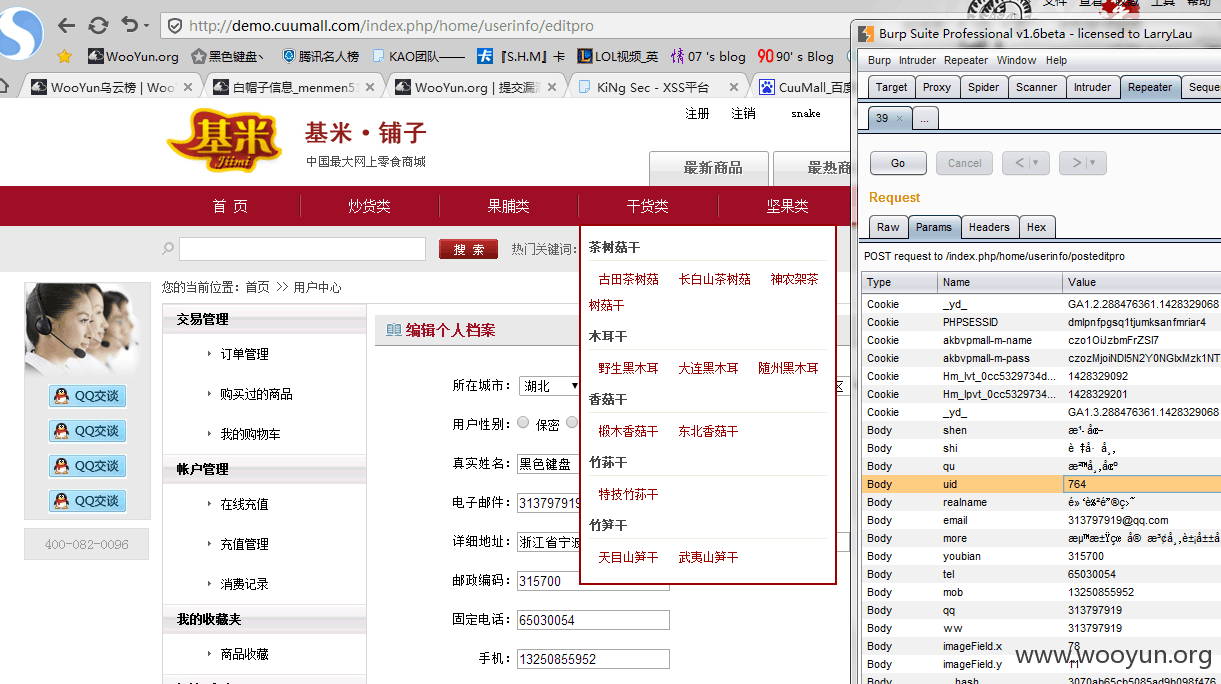 文件 查看 收藏 工具 帮助
http://demo.cuumall.com/index.php/home/userinfo/editpro
WooYun.org 黑色键盘丶 腾讯名人榜 KAO团队—— 『S.H.M』卡 LOL视频_英 07 's blog 90' s Blog
WooYun乌云榜 | Woo 白帽子信息_menmen5 WooYun.org | 提交漏 KiNg Sec - XSS平台 CuuMall_百度
基米
Jiimi
基米·铺子
中国最大网上零食商城
注册 注销 snake
最新商品 最热商
首 页 炒货类 果脯类 干货类 坚果类
搜 索 热门关键词:
您的当前位置: 首页 >> 用户中心
交易管理
订单管理
购买过的商品
我的购物车
帐户管理
在线充值
充值管理
消费记录
我的收藏夹
商品收藏
QQ交谈
QQ交谈
QQ交谈
QQ交谈
400-082-0096
编辑个人档案
所在城市: 湖北
用户性别: 保密
真实姓名: 黑色键盘
电子邮件: 313797919
详细地址: 浙江省宁波
邮政编码: 315700
固定电话: 65030054
手机: 13250855952
茶树菇干
古田茶树菇 长白山茶树菇 神农架茶
树菇干
木耳干
野生黑木耳 大连黑木耳 随州黑木耳
香菇干
椴木香菇干 东北香菇干
竹荪干
特技竹荪干
竹笋干
天目山笋干 武夷山笋干
Burp Suite Professional v1.6beta - licensed to LarryLau
Burp Intruder Repeater Window Help
Target Proxy Spider Scanner Intruder Repeater Seque
39 × ...
Go Cancel < >
Request
Raw Params Headers Hex
POST request to /index.php/home/userinfo/posteditpro
Type Name Value
Cookie _yd_ GA1.2.288476361.1428329068
Cookie PHPSESSID dmlpnfpgsq1tjumksanfmriar4
Cookie akbvpmall-m-name czo1OiJzbmFrZSI7
Cookie akbvpmall-m-pass czozMjoiNDI5N2Y0NGIxMzk1NT
Cookie Hm_lvt_0cc5329734d... 1428329092
Cookie Hm_lpvt_0cc5329734... 1428329201
Cookie _yd_ GA1.3.288476361.1428329068
Body shen
Body shi
Body qu
Body uid 764
Body realname
Body email 313797919@qq.com
Body more
Body youbian 315700
Body tel 65030054
Body mob 13250855952
Body qq 313797919
Body ww 313797919
Body imageField.x 78
Body imageField.y 11
Body __hash__ 3070ab65cb5085ad9b098f476
www.wooyun.org